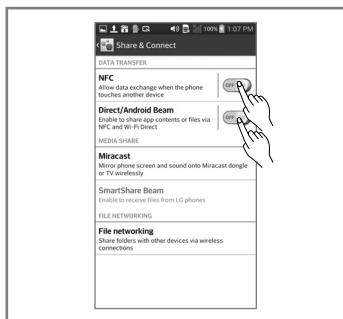 100% 1:07 PM
Share & Connect
DATA TRANSFER
NFC
Allow data exchange when the phone
touches another device
OFF
Direct/Android Beam
Enable to share app contents or files via
NFC and Wi-Fi Direct
OFF
MEDIA SHARE
Miracast
Mirror phone screen and sound onto Miracast dongle
or TV wirelessly
SmartShare Beam
Enable to receive files from LG phones
FILE NETWORKING
File networking
Share folders with other devices via wireless
connections